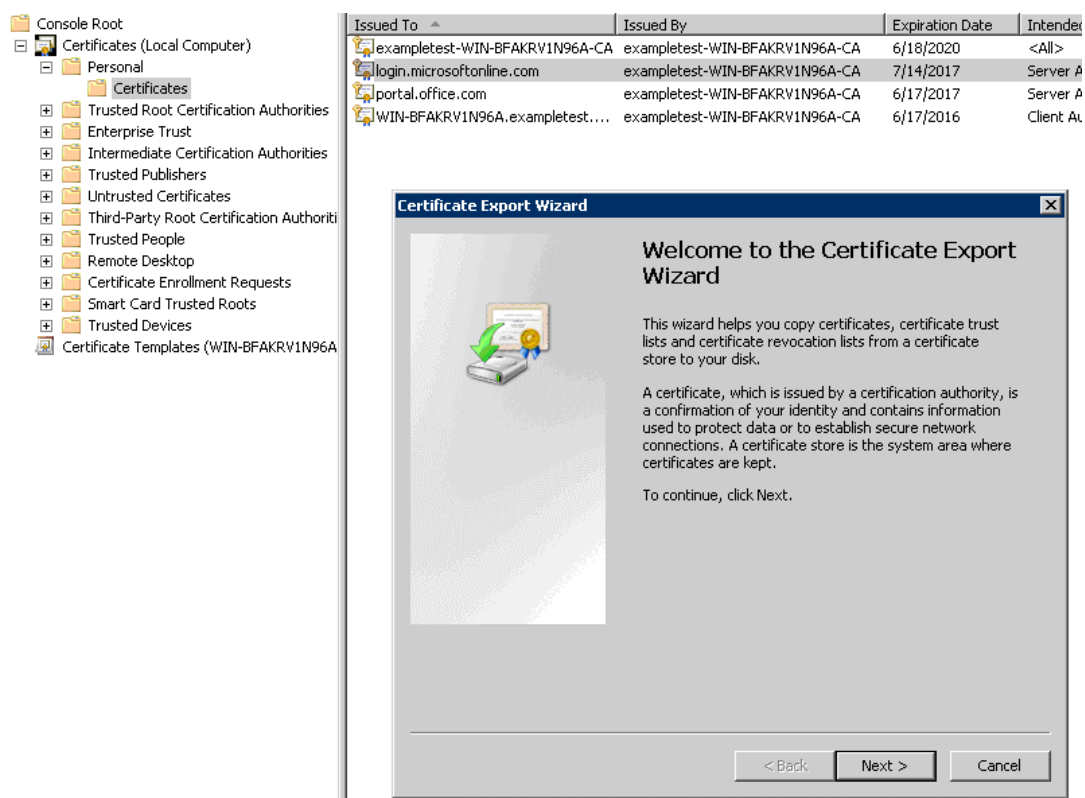 Console Root
Certificates (Local Computer)
Personal
Certificates
Trusted Root Certification Authorities
Enterprise Trust
Intermediate Certification Authorities
Trusted Publishers
Untrusted Certificates
Third-Party Root Certification Authoriti
Trusted People
Remote Desktop
Certificate Enrollment Requests
Smart Card Trusted Roots
Trusted Devices
Certificate Templates (WIN-BFAKRV1N96A
Issued To Issued By Expiration Date Intended
exampletest-WIN-BFAKRV1N96A-CA exampletest-WIN-BFAKRV1N96A-CA 6/18/2020 <All>
login.microsoftonline.com exampletest-WIN-BFAKRV1N96A-CA 7/14/2017 Server A
portal.office.com exampletest-WIN-BFAKRV1N96A-CA 6/17/2017 Server A
WIN-BFAKRV1N96A.exampletest.... exampletest-WIN-BFAKRV1N96A-CA 6/17/2016 Client Au
Certificate Export Wizard
Welcome to the Certificate Export
Wizard
This wizard helps you copy certificates, certificate trust
lists and certificate revocation lists from a certificate
store to your disk.
A certificate, which is issued by a certification authority, is
a confirmation of your identity and contains information
used to protect data or to establish secure network
connections. A certificate store is the system area where
certificates are kept.
To continue, click Next.
< Back Next > Cancel